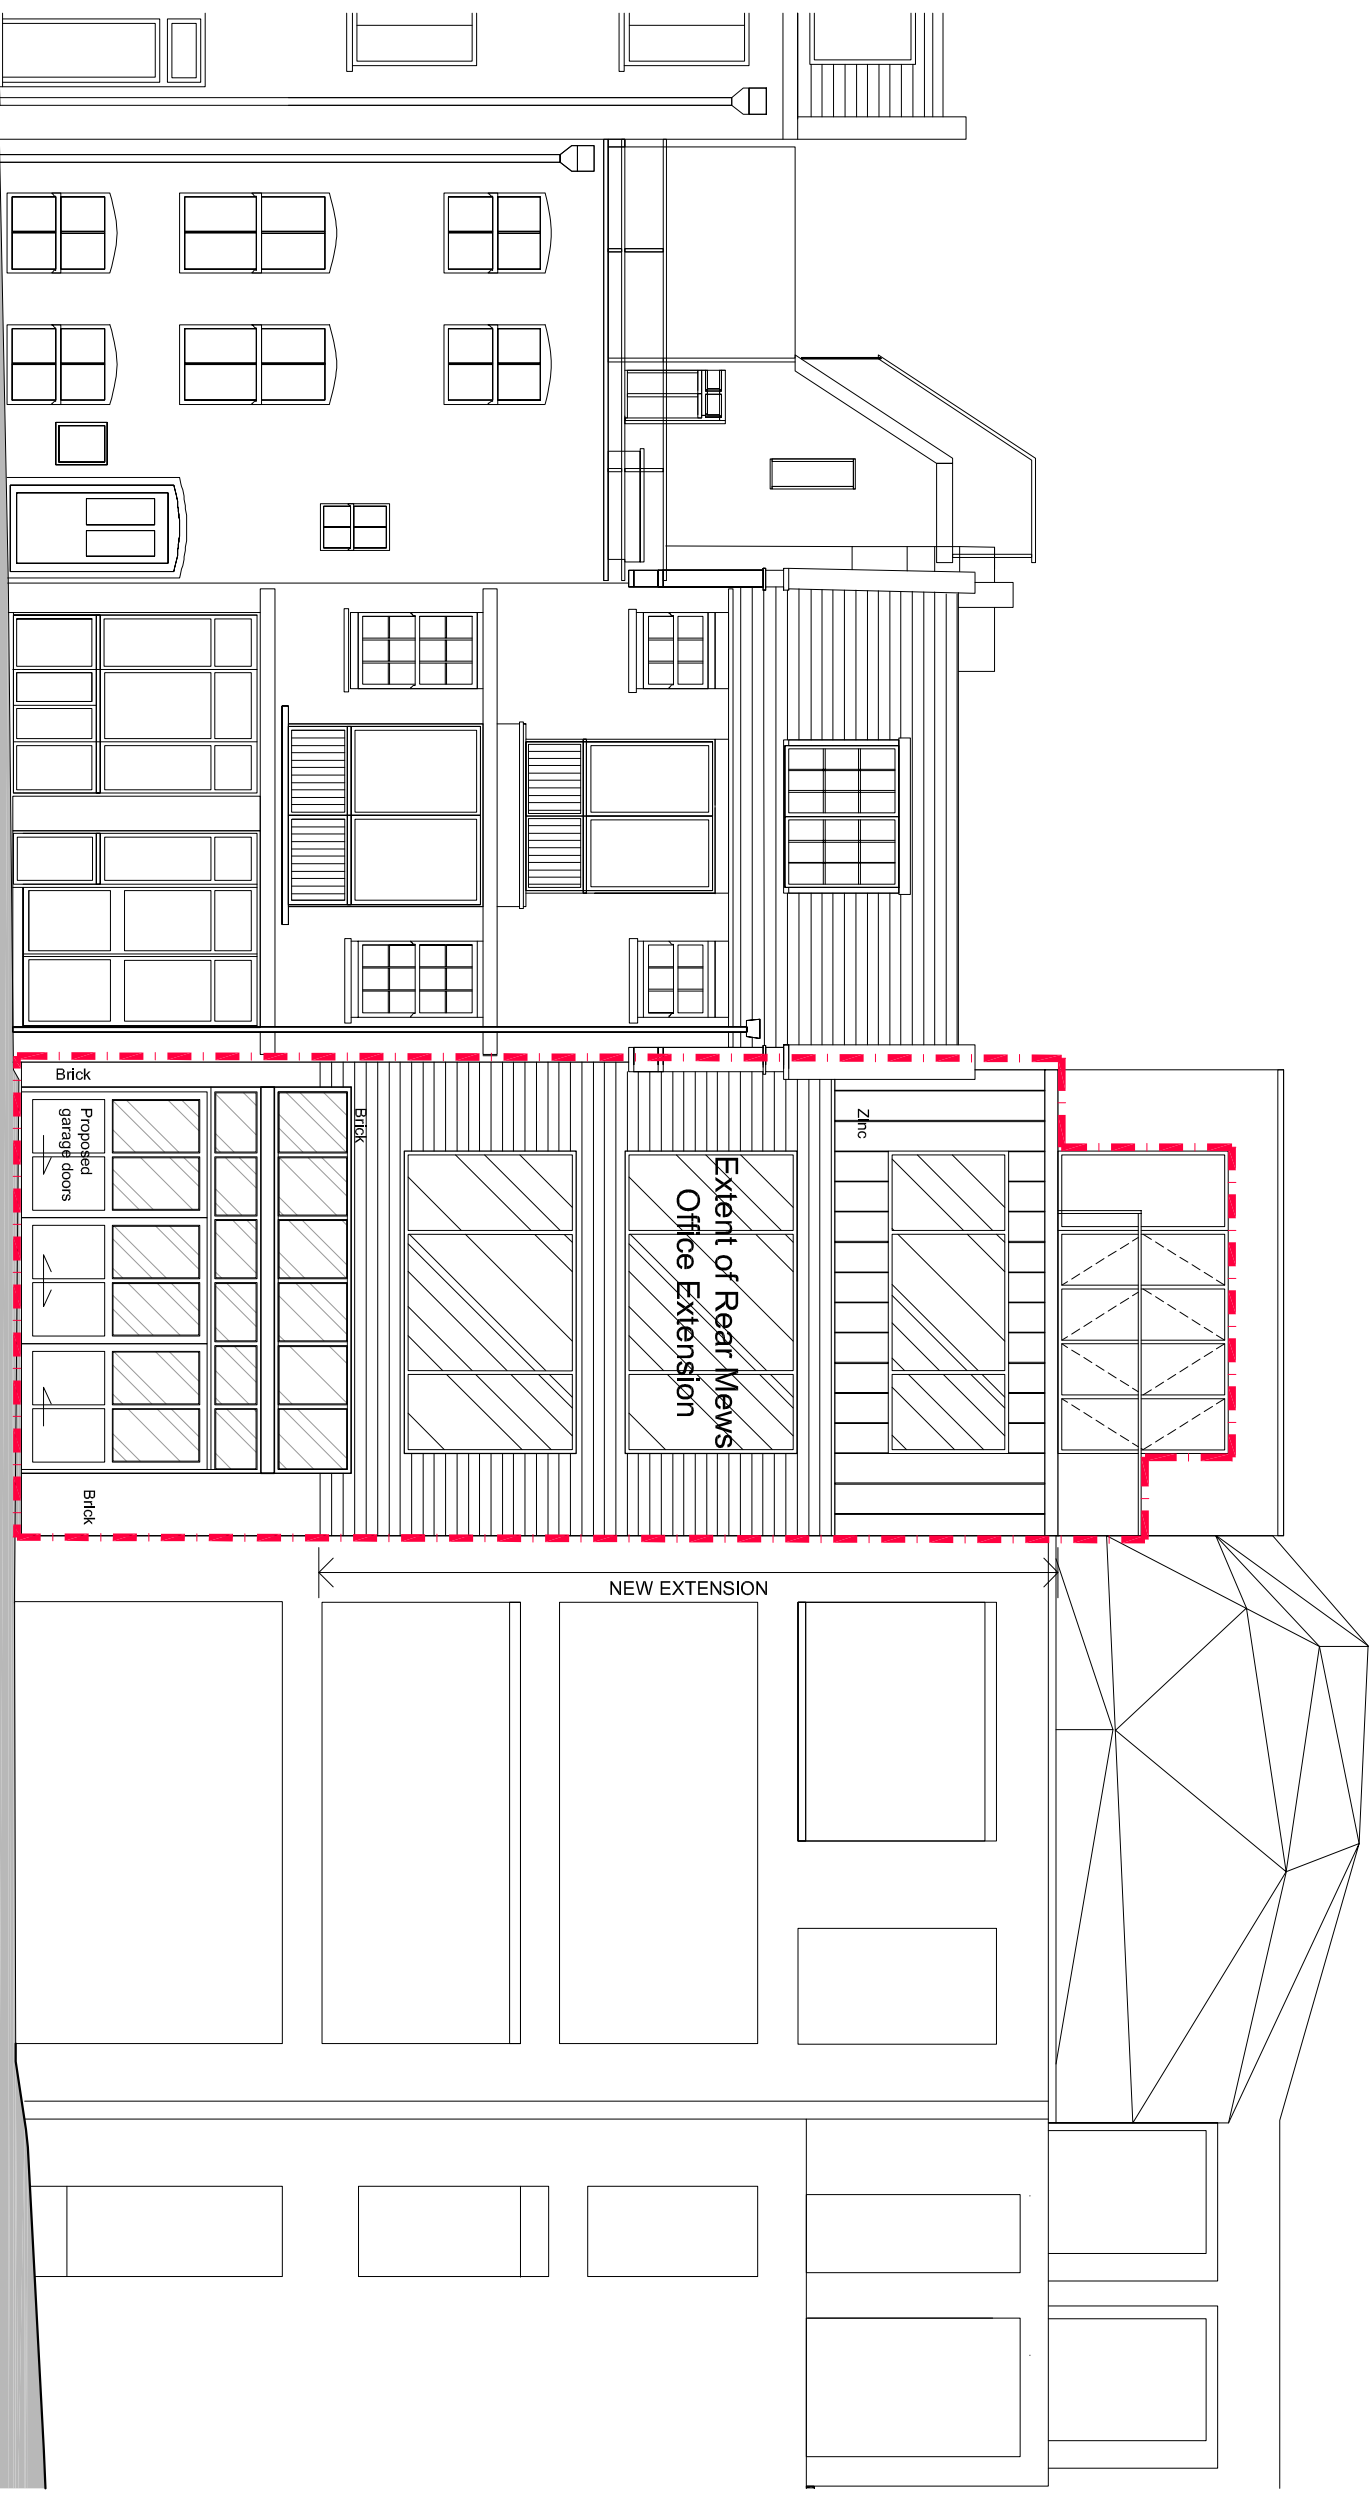 Zinc
Extent of Rear Mews
Office Extension
Brick
Brick
Proposed
garage doors
Brick
NEW EXTENSION